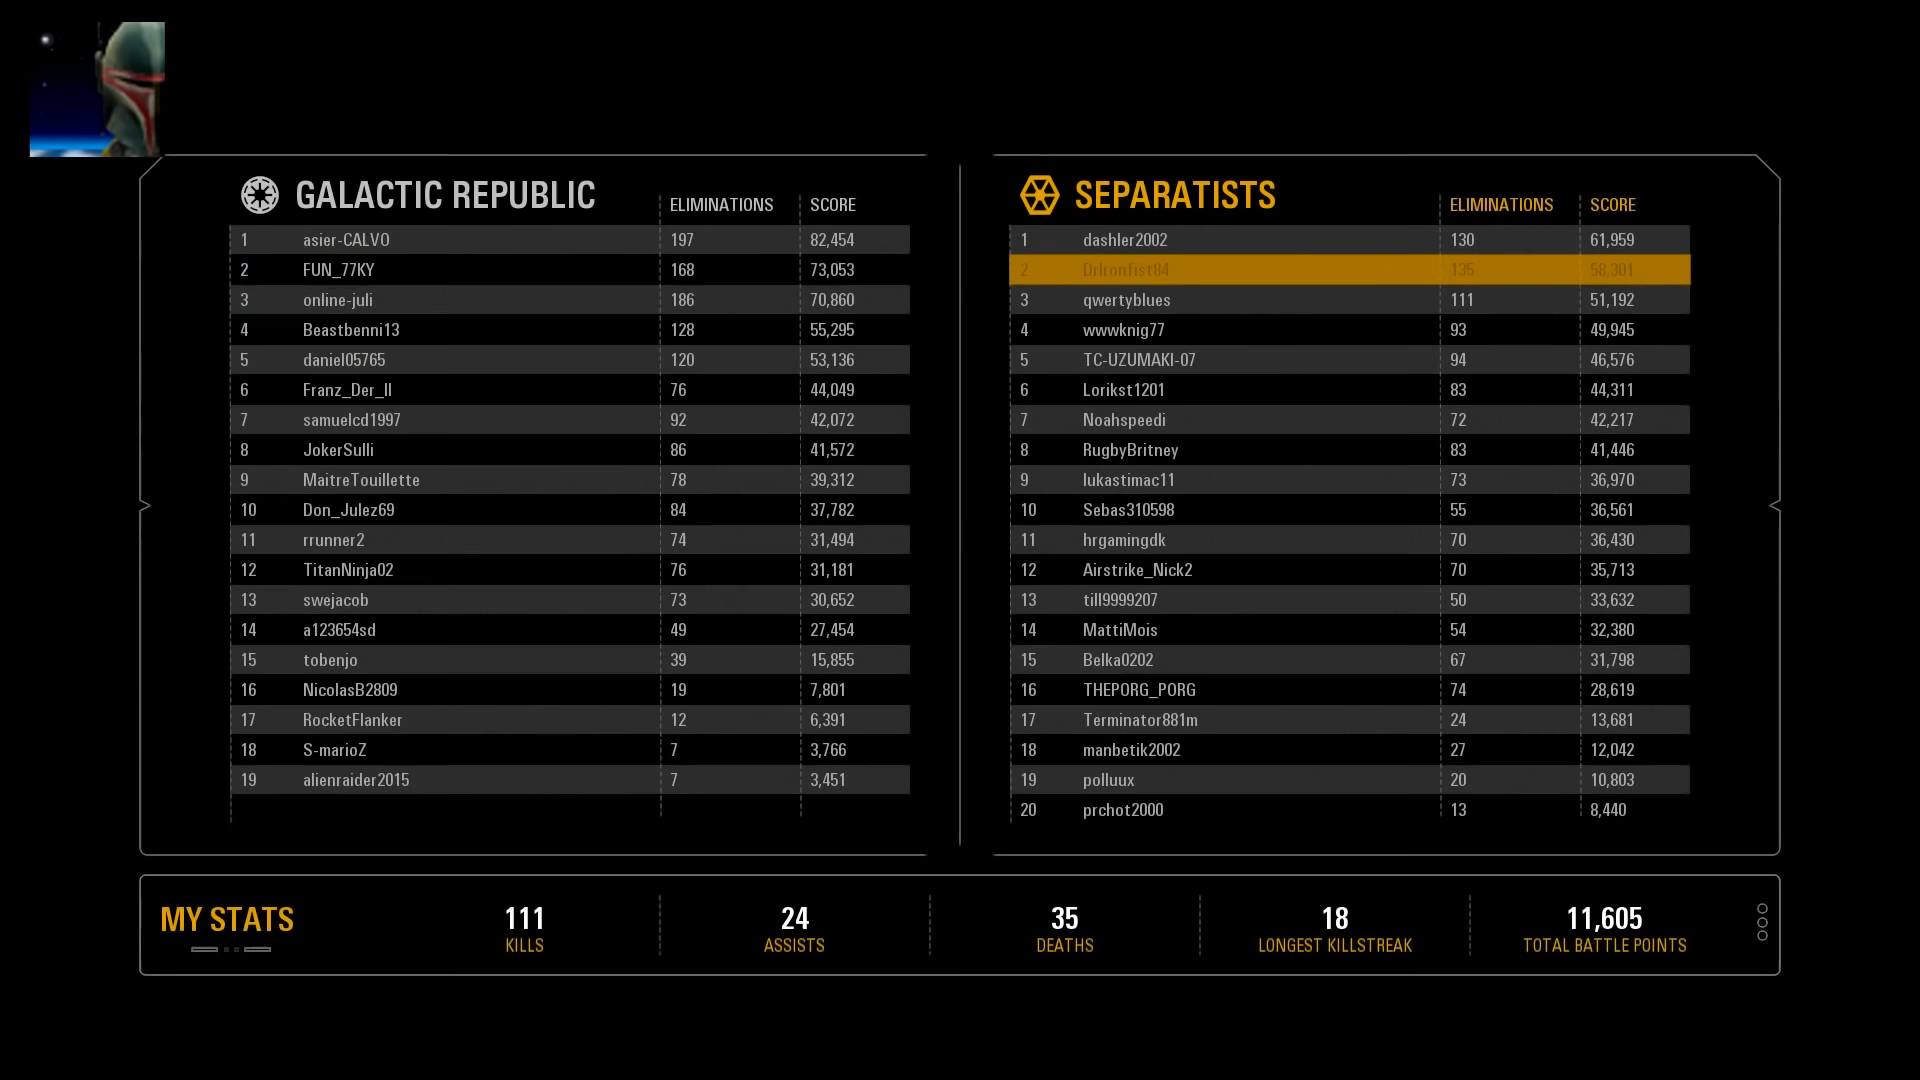 GALACTIC REPUBLIC ELIMINATIONS SCORE
1 asier-CALVO 197 82,454
2 FUN_77KY 168 73,053
3 online-juli 186 70,860
4 Beastbenni13 128 55,295
5 daniel05765 120 53,136
6 Franz_Der_II 76 44,049
7 samuelcd1997 92 42,072
8 JokerSulli 86 41,572
9 MaitreTouillette 78 39,312
10 Don_Julez69 84 37,782
11 rrunner2 74 31,494
12 TitanNinja02 76 31,181
13 swejacob 73 30,652
14 a123654sd 49 27,454
15 tobenjo 39 15,855
16 NicolasB2809 19 7,801
17 RocketFlanker 12 6,391
18 S-marioZ 7 3,766
19 alienraider2015 7 3,451
SEPARATISTS ELIMINATIONS SCORE
1 dashler2002 130 61,959
2 DrIronfist84 135 58,301
3 qwertyblues 111 51,192
4 wwwknig77 93 49,945
5 TC-UZUMAKI-07 94 46,576
6 Lorikst1201 83 44,311
7 Noahspeedi 72 42,217
8 RugbyBritney 83 41,446
9 lukastimac11 73 36,970
10 Sebas310598 55 36,561
11 hrgamingdk 70 36,430
12 Airstrike_Nick2 70 35,713
13 till9999207 50 33,632
14 MattiMois 54 32,380
15 Belka0202 67 31,798
16 THEPORG_PORG 74 28,619
17 Terminator881m 24 13,681
18 manbetik2002 27 12,042
19 polluux 20 10,803
20 prchot2000 13 8,440
MY STATS
111 24 35 18 11,605
KILLS ASSISTS DEATHS LONGEST KILLSTREAK TOTAL BATTLE POINTS